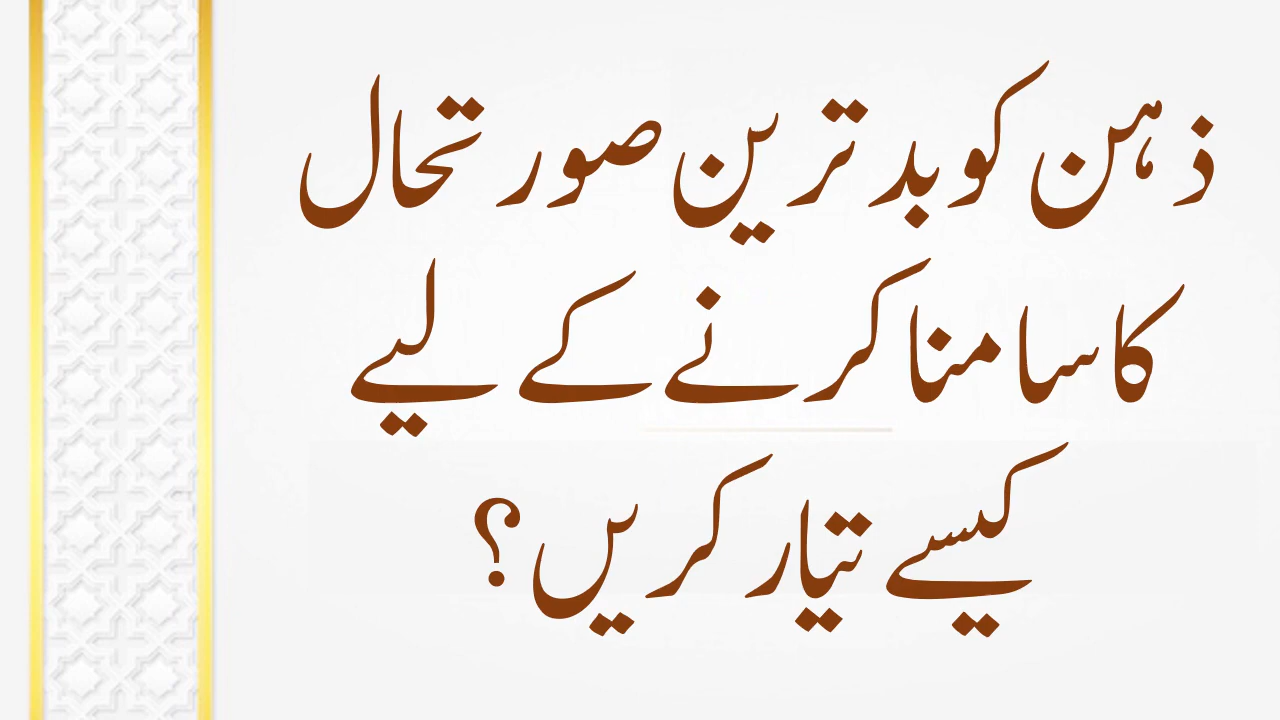 ذہن کو بدترین صورتحال
کا سامنا کرنے کے لیے
کیسے تیار کریں؟